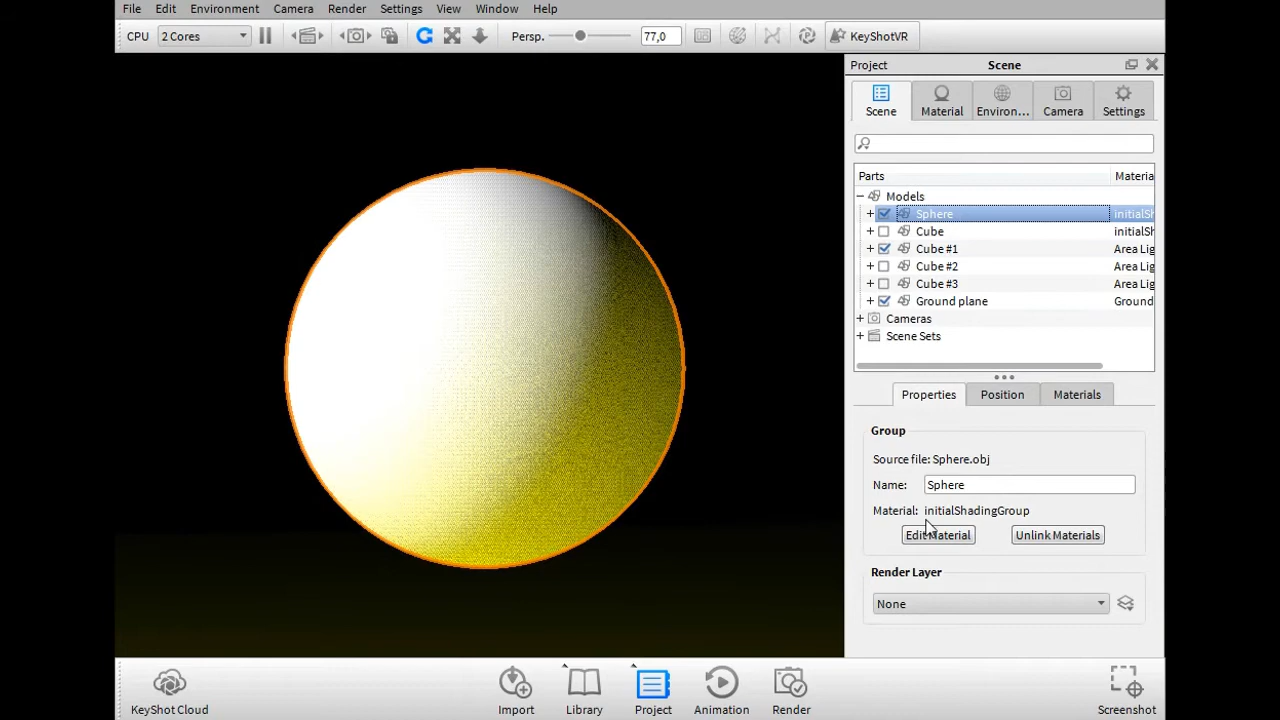 File Edit Environment Camera Render Settings View Window Help
CPU 2 Cores Persp. 77,0 KeyShotVR
Project Scene
Scene Material Environ... Camera Settings
Parts Materia
Models
Sphere initialSh
Cube initialSh
Cube #1 Area Lig
Cube #2 Area Lig
Cube #3 Area Lig
Ground plane Ground
Cameras
Scene Sets
Properties Position Materials
Group
Source file: Sphere.obj
Name: Sphere
Material: initialShadingGroup
Edit Material Unlink Materials
Render Layer
None
KeyShot Cloud Import Library Project Animation Render Screenshot